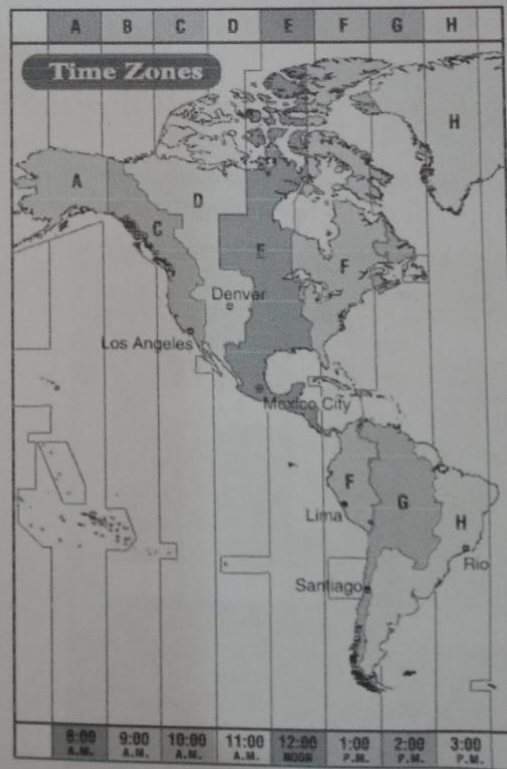 A B C D E F G H
Time Zones
H
A
D
C
E
F
Denver
Los Angeles
Mexico City
F
G
Lima
H
Rio
Santiago
8:00 9:00 10:00 11:00 12:00 1:00 2:00 3:00
A.M. A.M. A.M. A.M. NOON P.M. P.M. P.M.